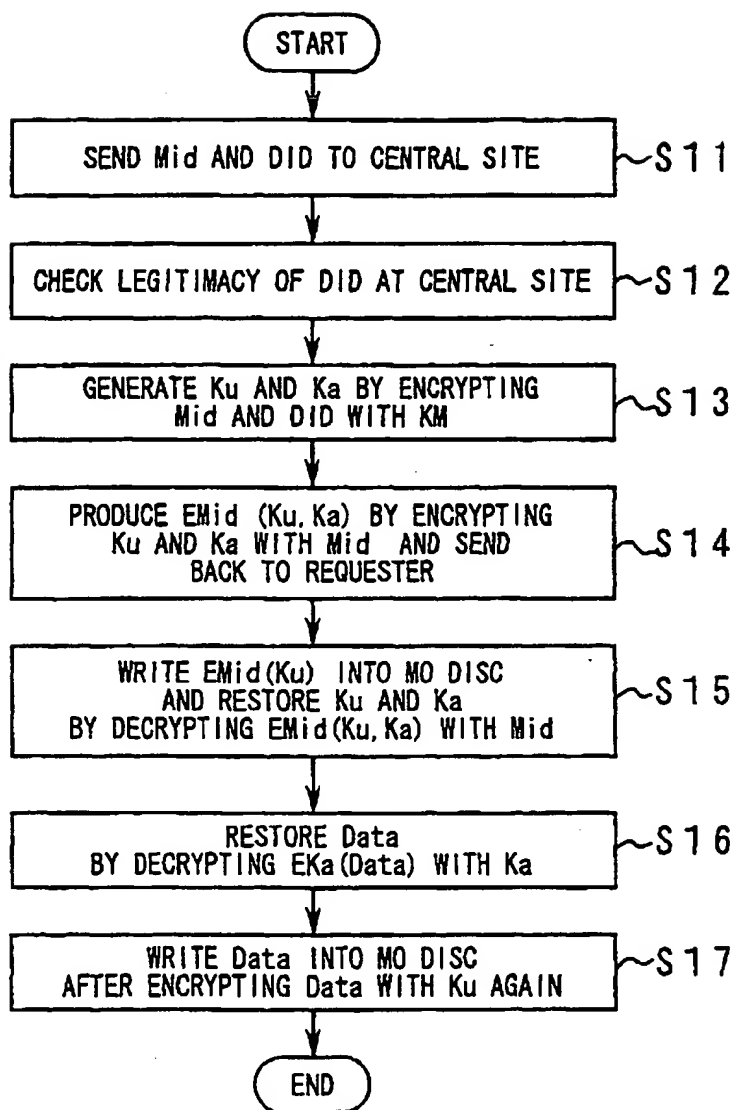 START
SEND Mid AND DID TO CENTRAL SITE
S11
CHECK LEGITIMACY OF DID AT CENTRAL SITE
S12
GENERATE Ku AND Ka BY ENCRYPTING
Mid AND DID WITH KM
S13
PRODUCE EMid (Ku, Ka) BY ENCRYPTING
Ku AND Ka WITH Mid AND SEND
BACK TO REQUESTER
S14
WRITE EMid(Ku) INTO MO DISC
AND RESTORE Ku AND Ka
BY DECRYPTING EMid(Ku, Ka) WITH Mid
S15
RESTORE Data
BY DECRYPTING EKa(Data) WITH Ka
S16
WRITE Data INTO MO DISC
AFTER ENCRYPTING Data WITH Ku AGAIN
S17
END